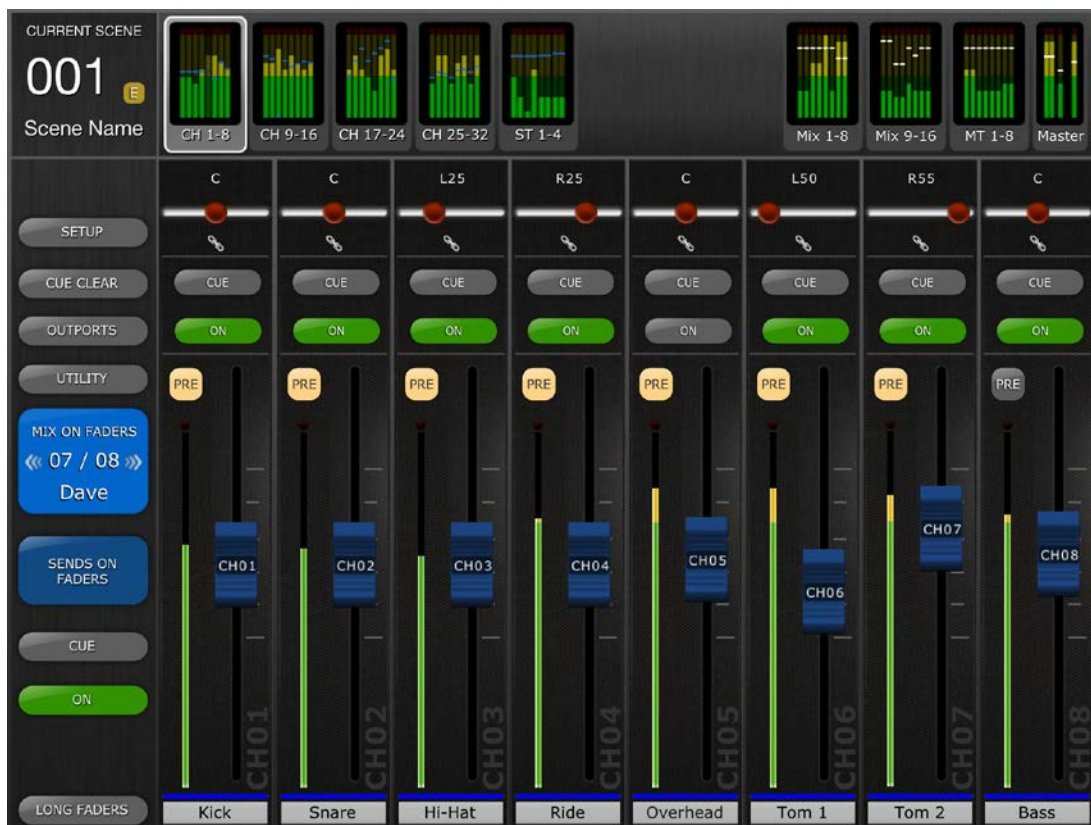 CURRENT SCENE
001 E
Scene Name
CH 1-8 CH 9-16 CH 17-24 CH 25-32 ST 1-4 Mix 1-8 Mix 9-16 MT 1-8 Master
C C L25 R25 C L50 R55 C
SETUP
CUE CLEAR
CUE CUE CUE CUE CUE CUE CUE CUE
OUTPORTS
ON ON ON ON ON ON ON ON
UTILITY
PRE PRE PRE PRE PRE PRE PRE PRE
MIX ON FADERS
07 / 08
Dave
SENDS ON
FADERS
CH01 CH02 CH03 CH04 CH05 CH06 CH07 CH08
CUE
ON
CH01 CH02 CH03 CH04 CH05 CH06 CH07 CH08
LONG FADERS
Kick Snare Hi-Hat Ride Overhead Tom 1 Tom 2 Bass